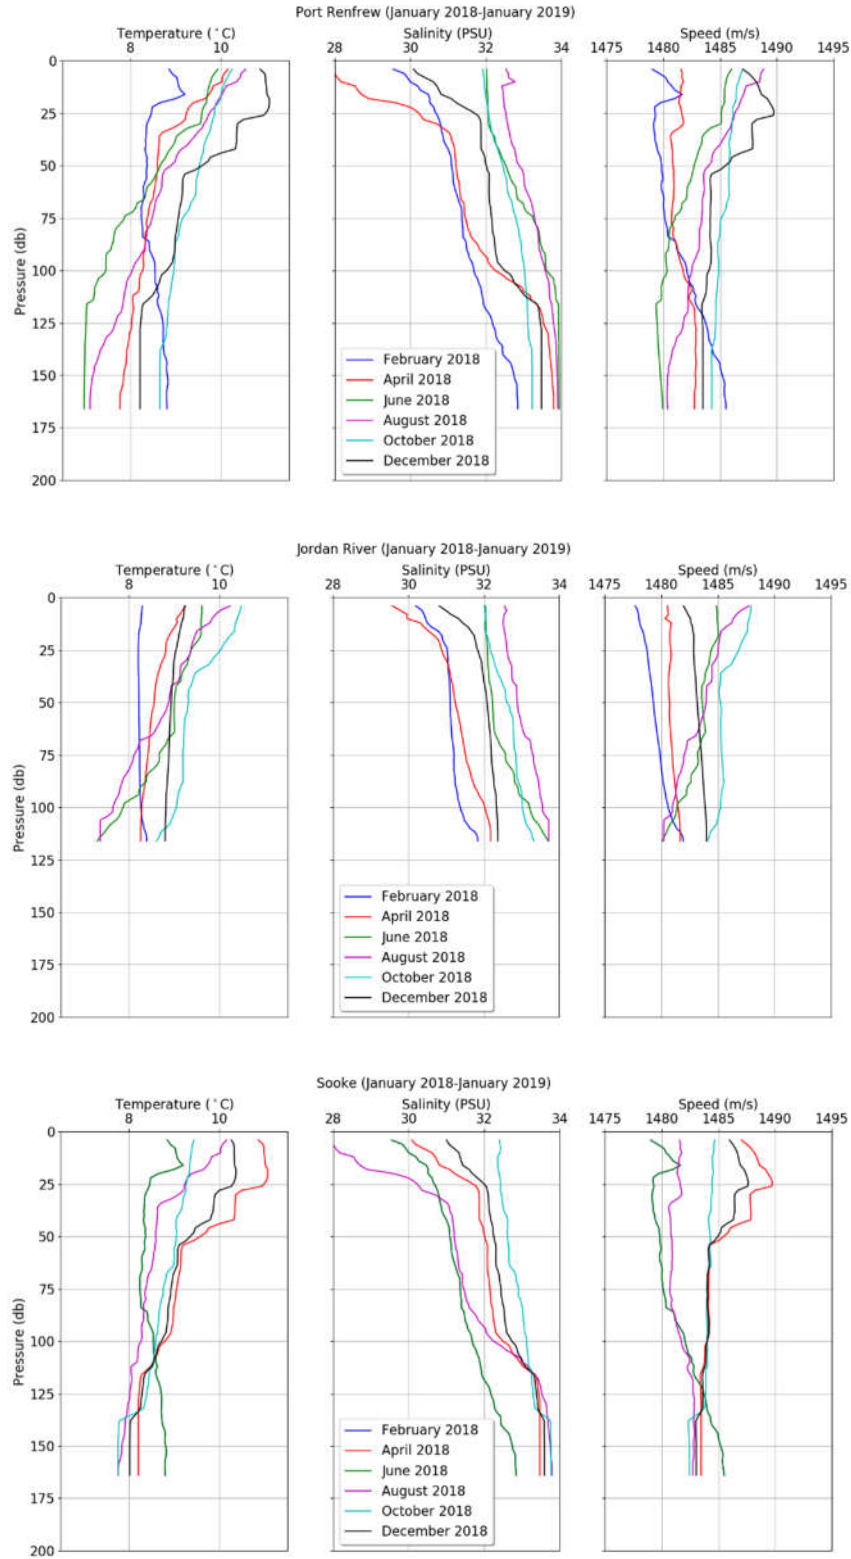 Port Renfrew (January 2018-January 2019)
Temperature (°C) Salinity (PSU) Speed (m/s)
8 10 28 30 32 34 1475 1480 1485 1490 1495
0
25
50
75
100
125
150
175
200
Pressure (db)
February 2018
April 2018
June 2018
August 2018
October 2018
December 2018
Jordan River (January 2018-January 2019)
Temperature (°C) Salinity (PSU) Speed (m/s)
8 10 28 30 32 34 1475 1480 1485 1490 1495
0
25
50
75
100
125
150
175
200
Pressure (db)
February 2018
April 2018
June 2018
August 2018
October 2018
December 2018
Sooke (January 2018-January 2019)
Temperature (°C) Salinity (PSU) Speed (m/s)
8 10 28 30 32 34 1475 1480 1485 1490 1495
0
25
50
75
100
125
150
175
200
Pressure (db)
February 2018
April 2018
June 2018
August 2018
October 2018
December 2018